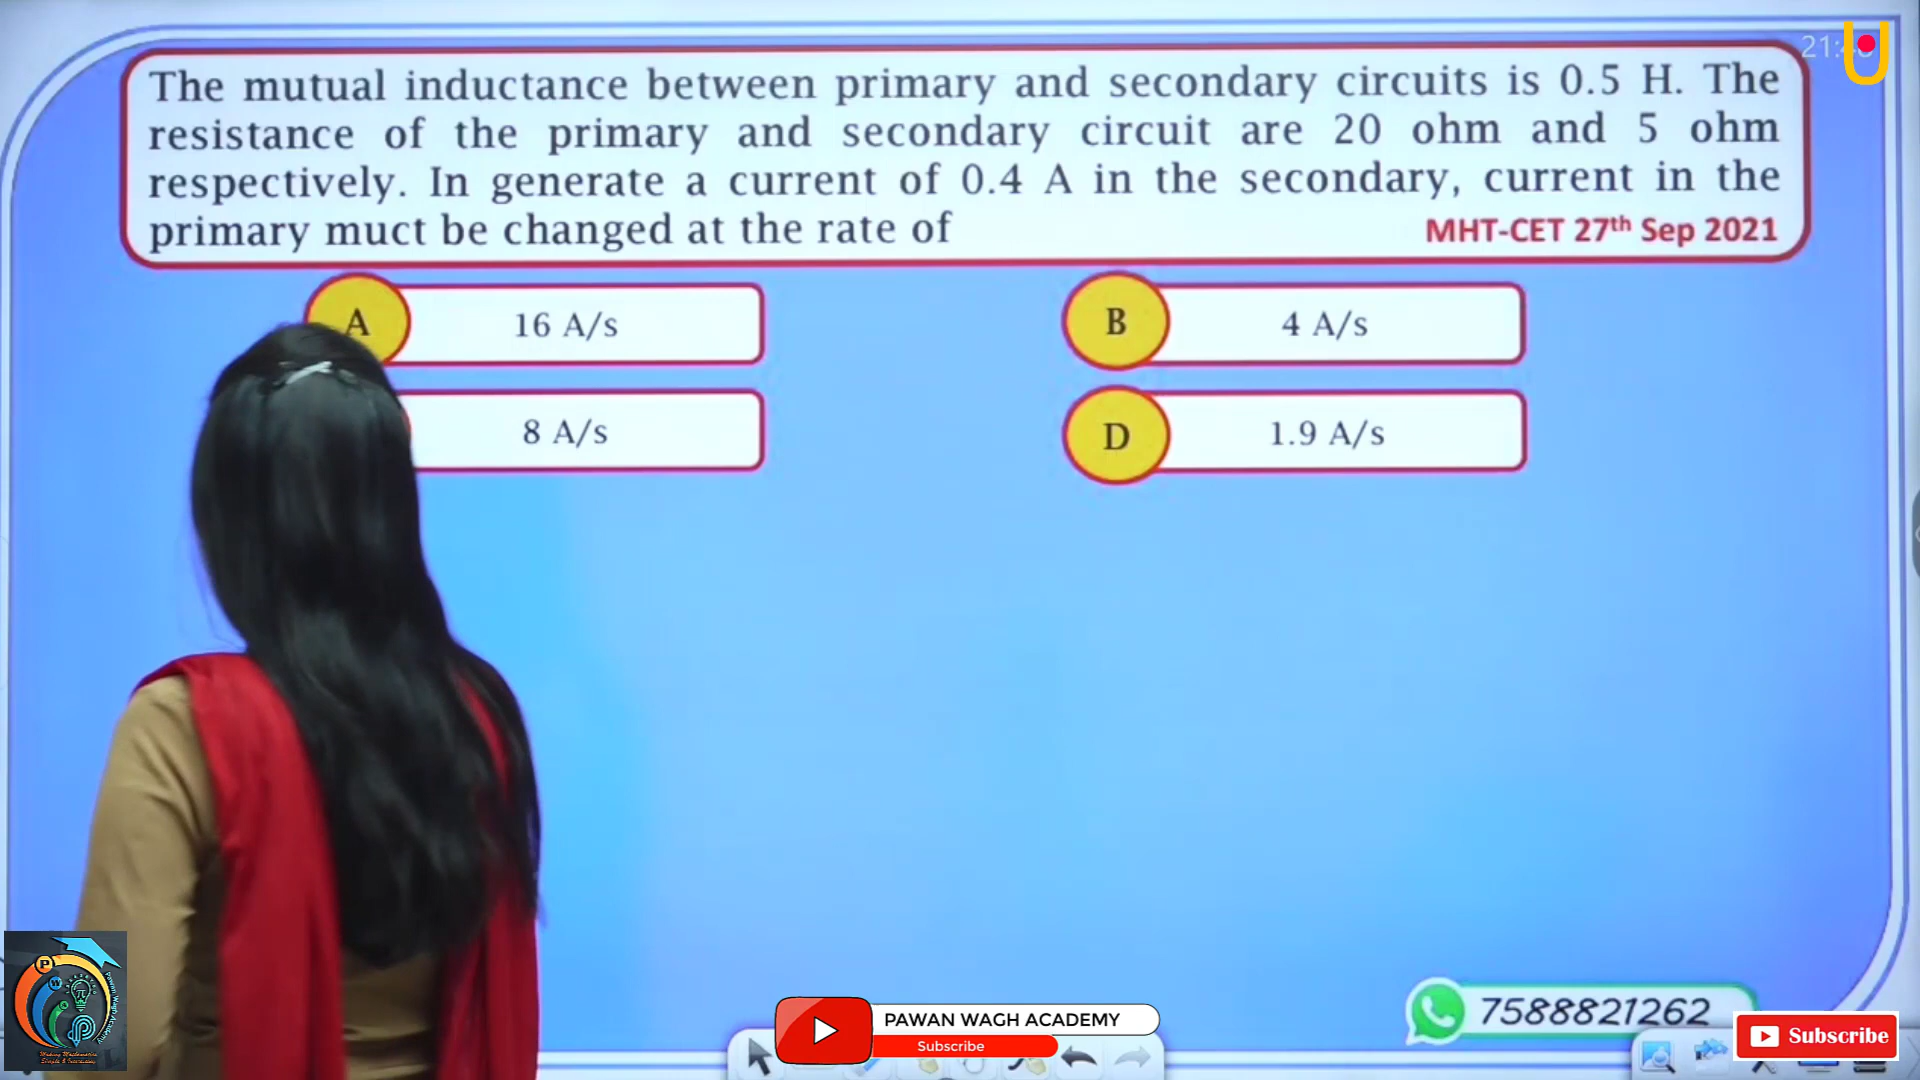 The mutual inductance between primary and secondary circuits is 0.5 H. The
resistance of the primary and secondary circuit are 20 ohm and 5 ohm
respectively. In generate a current of 0.4 A in the secondary, current in the
primary muct be changed at the rate of
MHT-CET 27th Sep 2021
A
16 A/s
B
4 A/s
8 A/s
D
1.9 A/s
PAWAN WAGH ACADEMY
Subscribe
7588821262
Subscribe